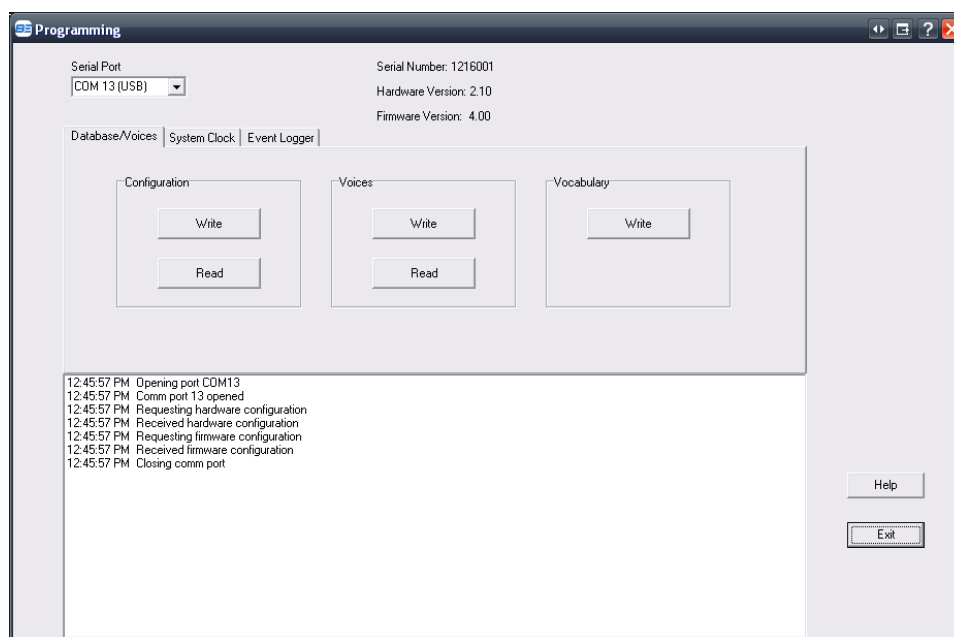 Programming
Serial Port
COM 13 (USB)
Serial Number: 1216001
Hardware Version: 2.10
Firmware Version: 4.00
Database/Voices
System Clock
Event Logger
Configuration
Voices
Vocabulary
Write
Write
Write
Read
Read
12:45:57 PM Opening port COM13
12:45:57 PM Comm port 13 opened
12:45:57 PM Requesting hardware configuration
12:45:57 PM Received hardware configuration
12:45:57 PM Requesting firmware configuration
12:45:57 PM Received firmware configuration
12:45:57 PM Closing comm port
Help
Exit